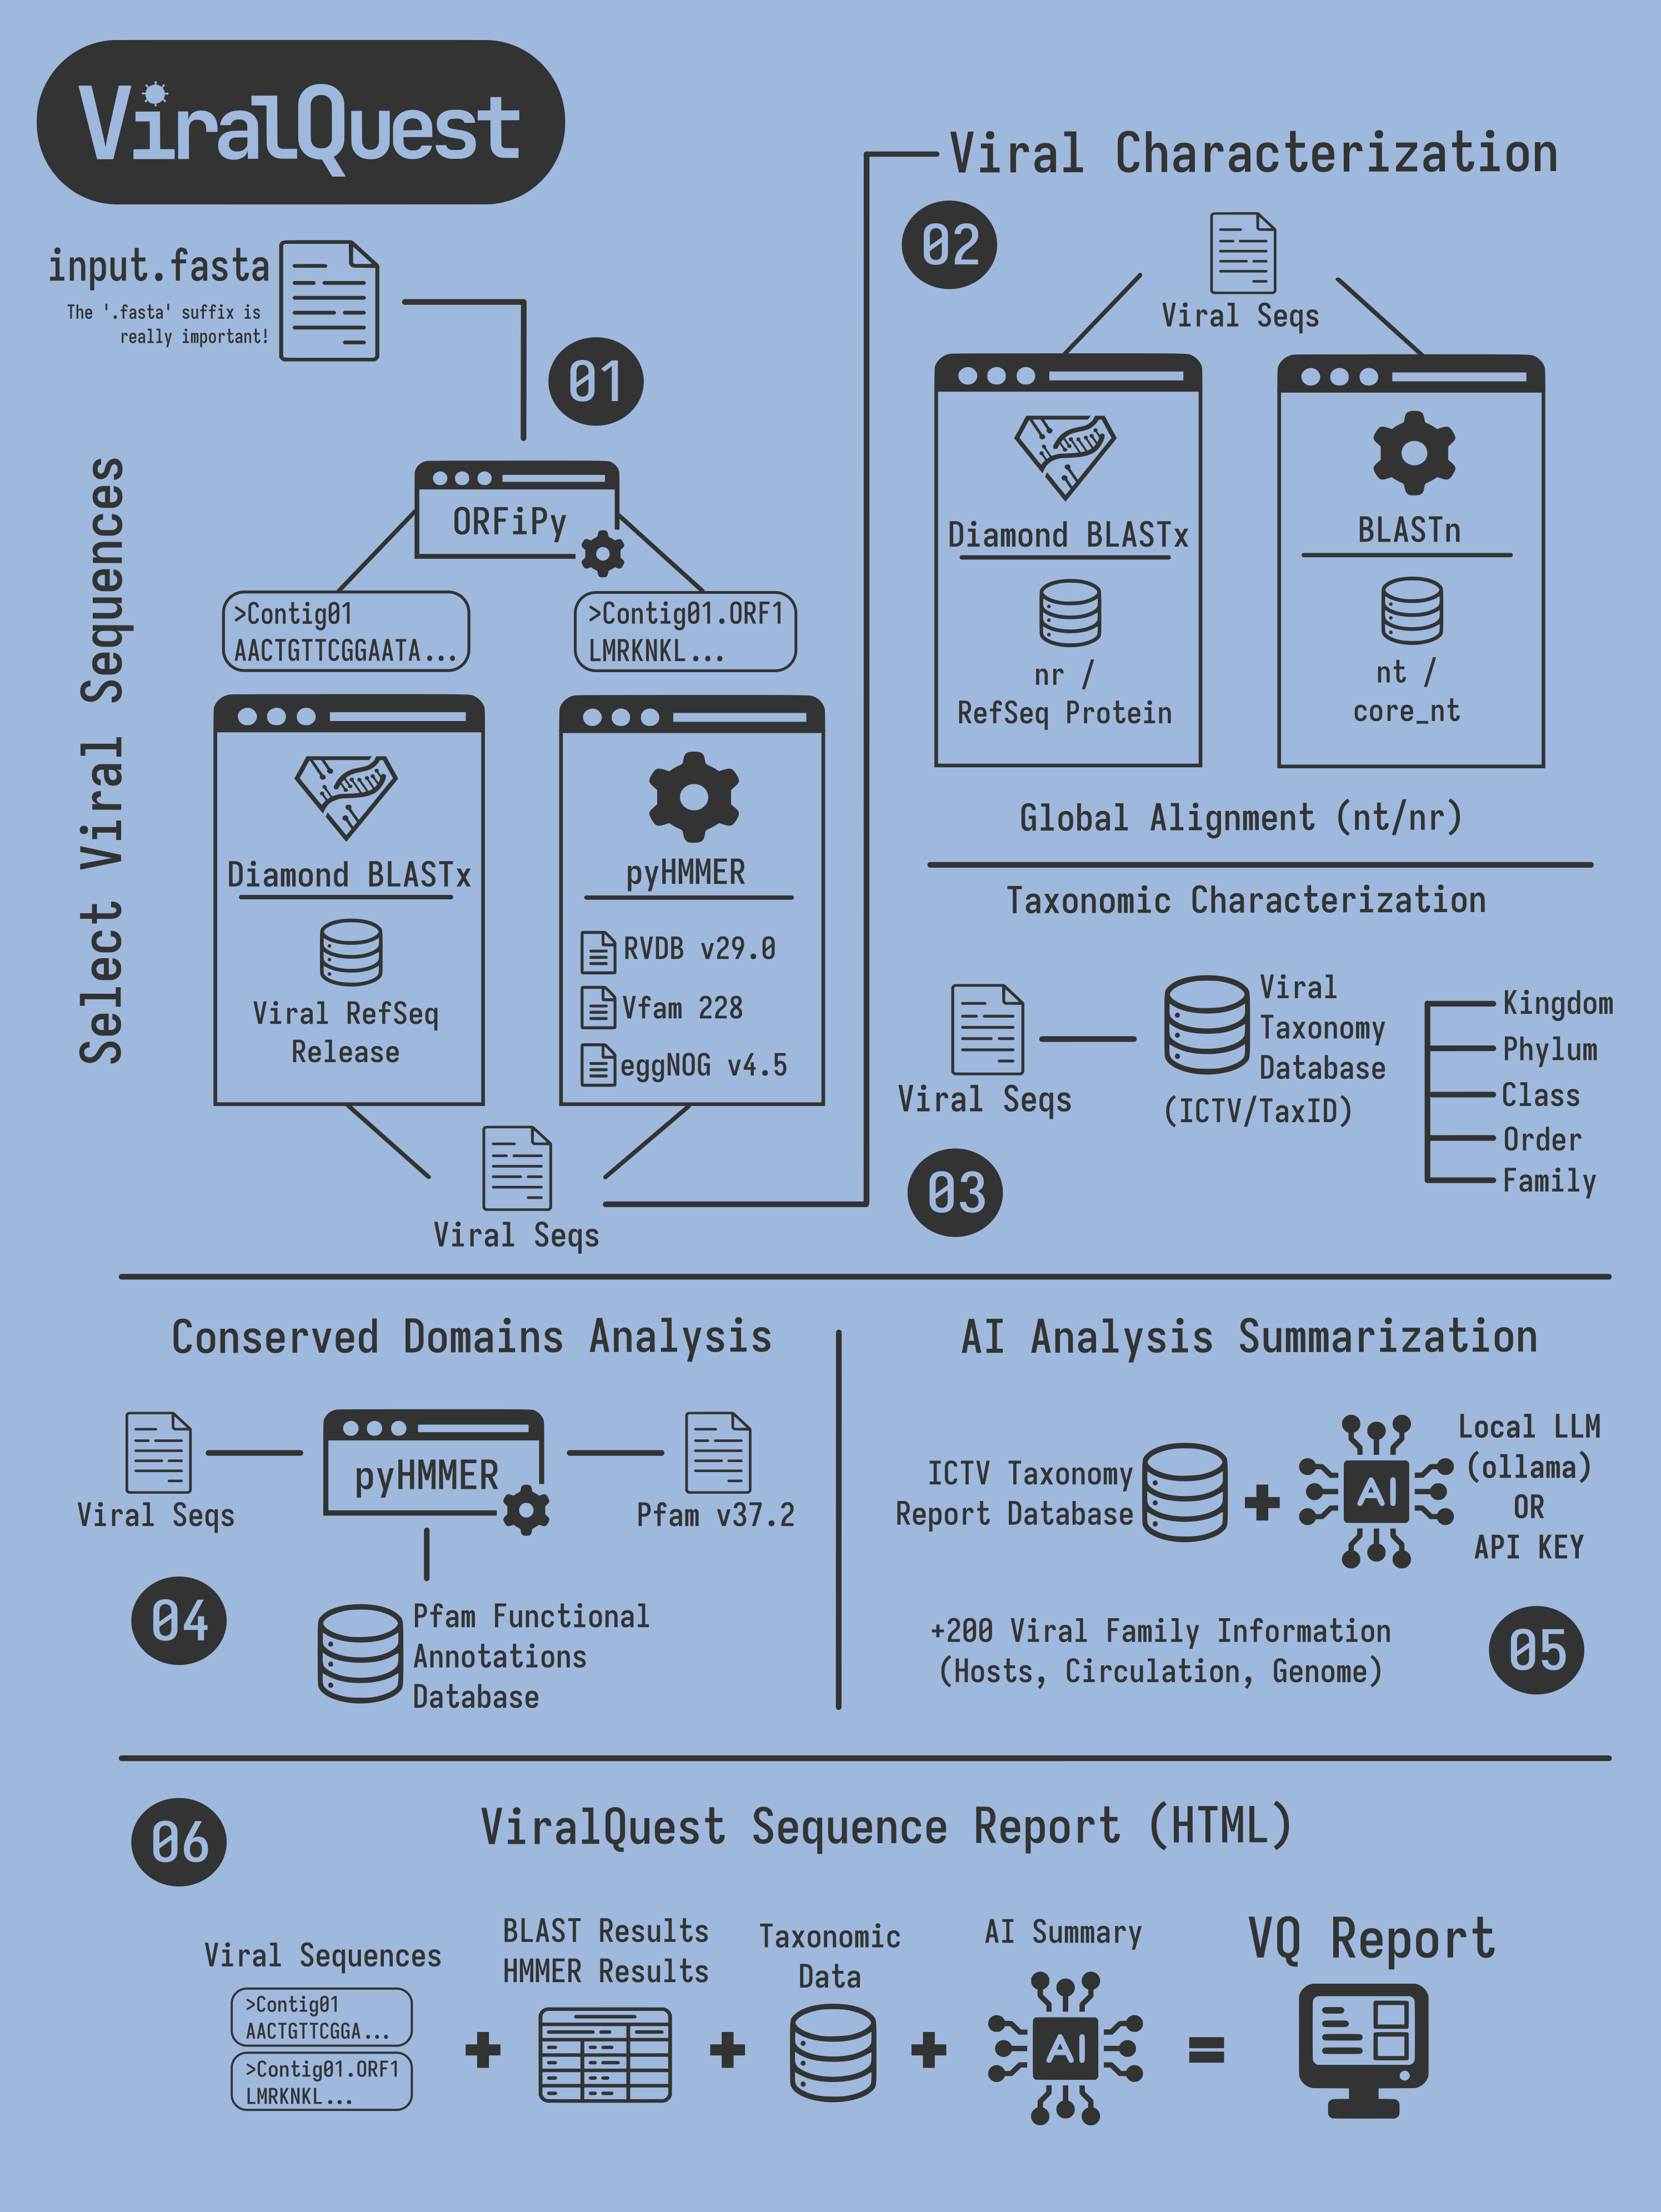 ViralQuest
input.fasta
The '.fasta' suffix is
really important!
01
Select Viral Sequences
ORFiPy
>Contig01
AACTGTTCGGAATA...
>Contig01.ORF1
LMRKNKL...
Diamond BLASTx
Viral RefSeq
Release
pyHMMER
RVDB v29.0
Vfam 228
eggNOG v4.5
Viral Seqs
Viral Characterization
02
Viral Seqs
Diamond BLASTx
nr /
RefSeq Protein
BLASTn
nt /
core_nt
Global Alignment (nt/nr)
Taxonomic Characterization
Viral Seqs
Viral
Taxonomy
Database
(ICTV/TaxID)
Kingdom
Phylum
Class
Order
Family
03
Conserved Domains Analysis
Viral Seqs
pyHMMER
Pfam v37.2
04
Pfam Functional
Annotations
Database
AI Analysis Summarization
ICTV Taxonomy
Report Database
AI
Local LLM
(ollama)
OR
API KEY
+200 Viral Family Information
(Hosts, Circulation, Genome)
05
06
ViralQuest Sequence Report (HTML)
Viral Sequences
>Contig01
AACTGTTCGGA...
>Contig01.ORF1
LMRKNKL...
+
BLAST Results
HMMER Results
+
Taxonomic
Data
+
AI Summary
AI
=
VQ Report